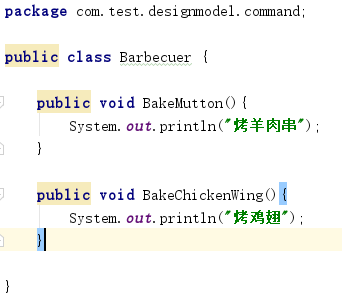 package com.test.designmodel.command;
public class Barbecuer {
public void BakeMutton(){
System.out.println("烤羊肉串");
}
public void BakeChickenWing(){
System.out.println("烤鸡翅");
}
}